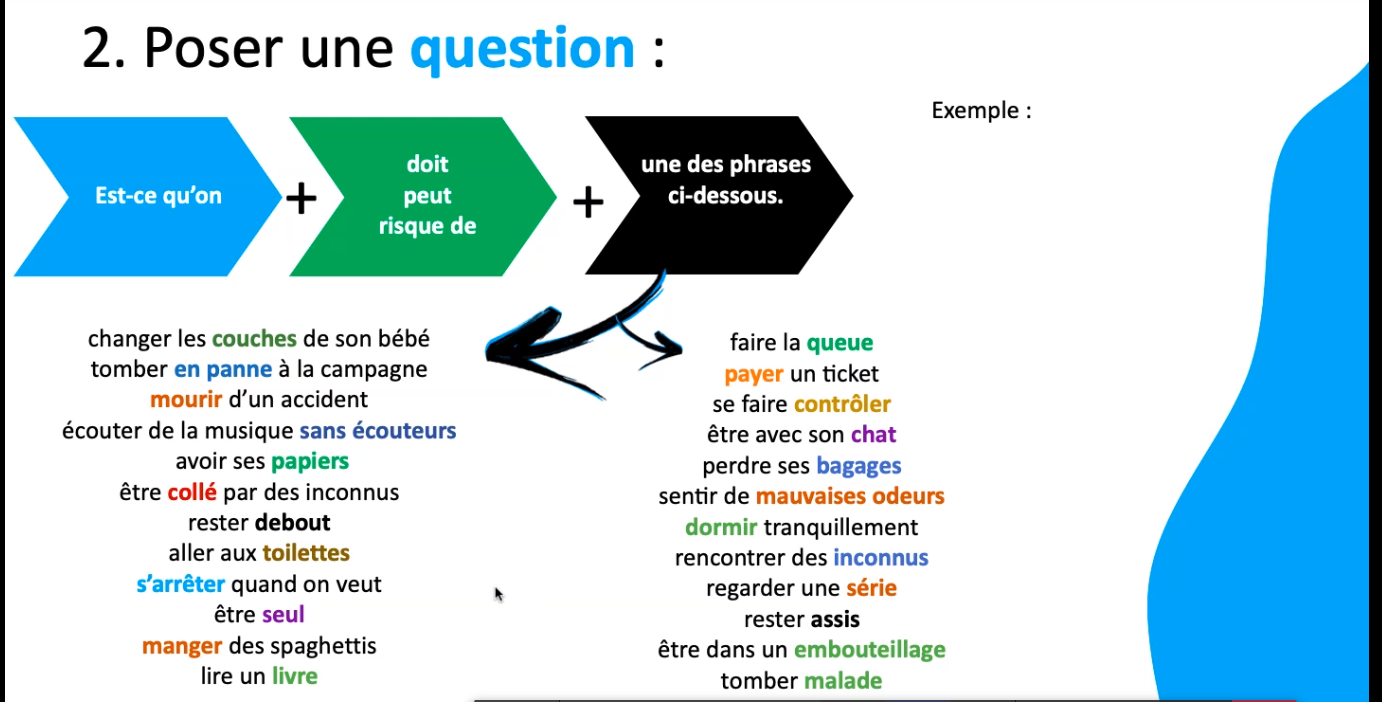 2. Poser une question :
Exemple :
Est-ce qu’on
+
doit
peut
risque de
+
une des phrases
ci-dessous.
changer les couches de son bébé
tomber en panne à la campagne
mourir d’un accident
écouter de la musique sans écouteurs
avoir ses papiers
être collé par des inconnus
rester debout
aller aux toilettes
s’arrêter quand on veut
être seul
manger des spaghettis
lire un livre
faire la queue
payer un ticket
se faire contrôler
être avec son chat
perdre ses bagages
sentir de mauvaises odeurs
dormir tranquillement
rencontrer des inconnus
regarder une série
rester assis
être dans un embouteillage
tomber malade